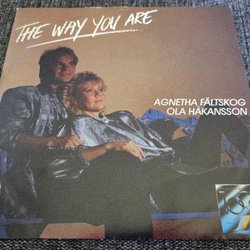 THE WAY YOU ARE
AGNETHA FÄLTSKOG
OLA HÅKANSSON